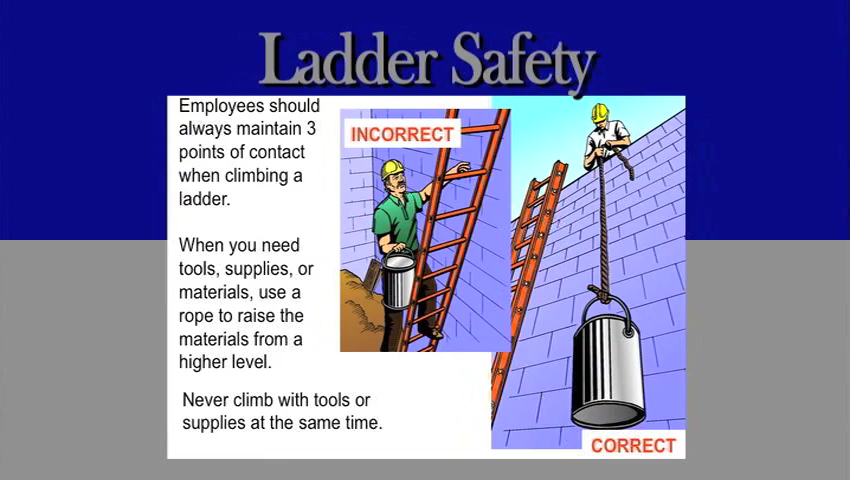 Ladder Safety
Employees should
always maintain 3
points of contact
when climbing a
ladder.
When you need
tools, supplies, or
materials, use a
rope to raise the
materials from a
higher level.
Never climb with tools or
supplies at the same time.
INCORRECT
CORRECT